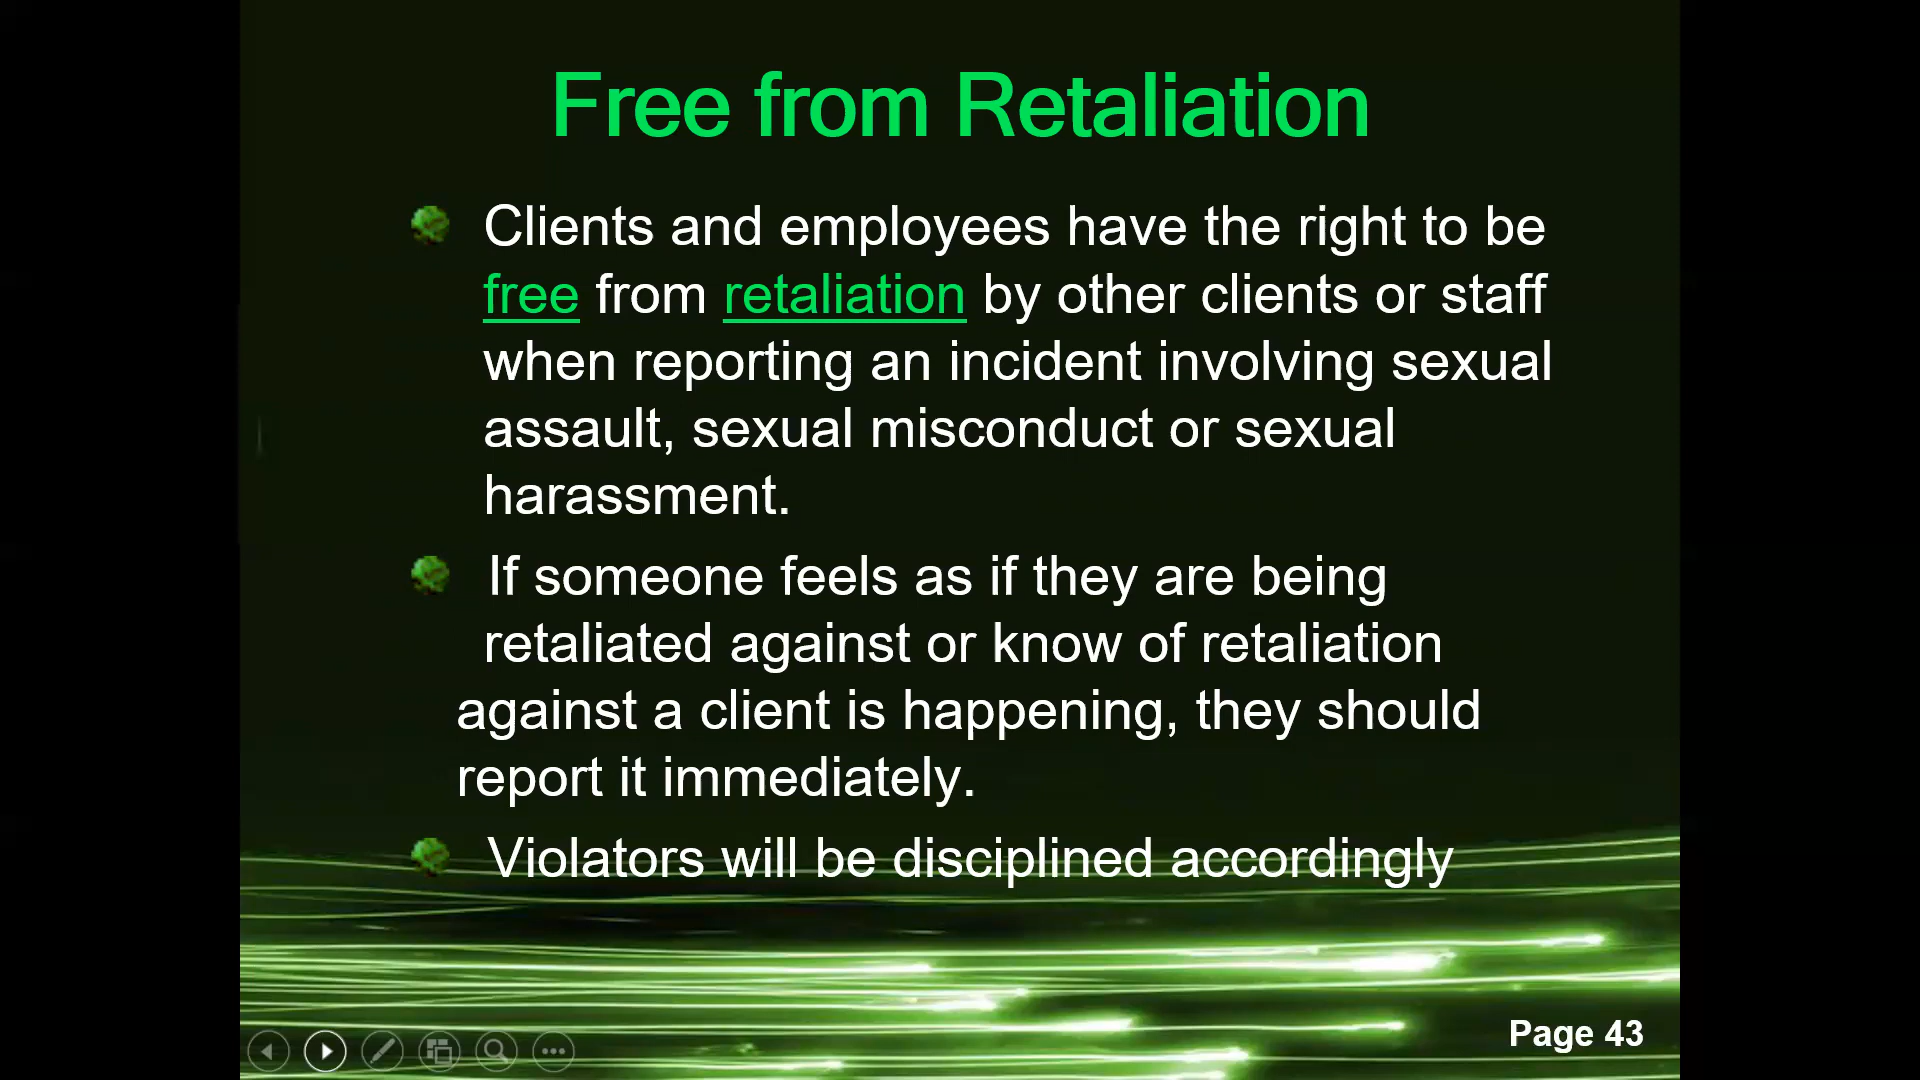 Free from Retaliation
Clients and employees have the right to be
free from retaliation by other clients or staff
when reporting an incident involving sexual
assault, sexual misconduct or sexual
harassment.
If someone feels as if they are being
retaliated against or know of retaliation
against a client is happening, they should
report it immediately.
Violators will be disciplined accordingly
Page 43